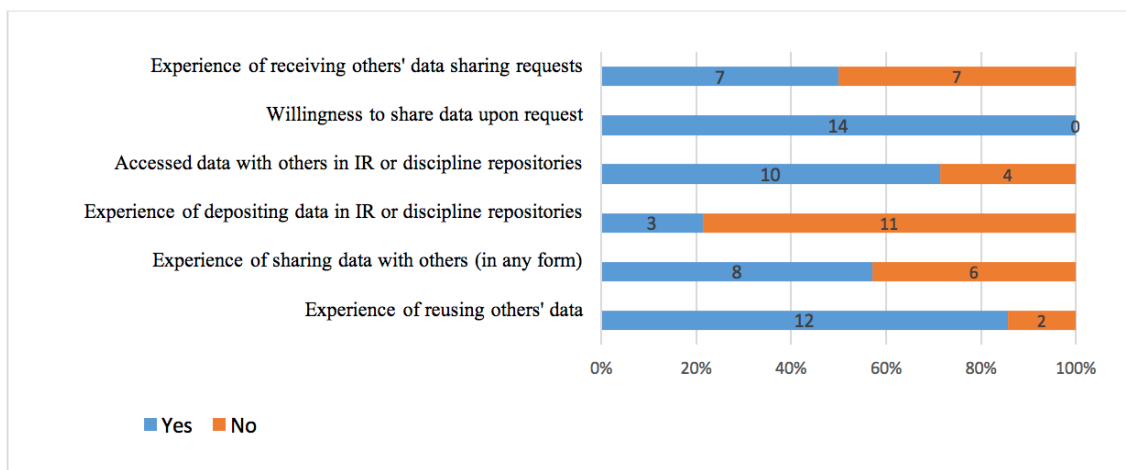 Experience of receiving others' data sharing requests
7 7
Willingness to share data upon request
14 0
Accessed data with others in IR or discipline repositories
10 4
Experience of depositing data in IR or discipline repositories
3 11
Experience of sharing data with others (in any form)
8 6
Experience of reusing others' data
12 2
0% 20% 40% 60% 80% 100%
Yes No